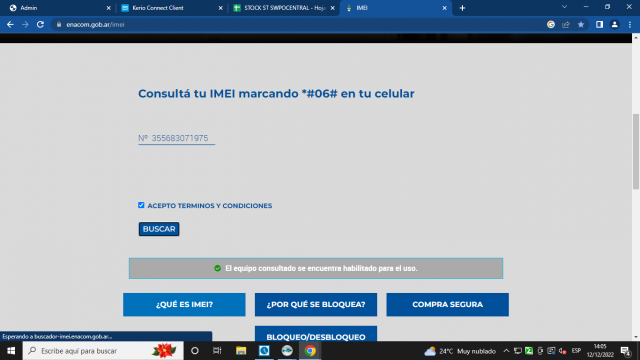 Admin
Kerio Connect Client
STOCK ST SWPOCENTRAL - Hoja
IMEI
enacom.gob.ar/imei
Consultá tu IMEI marcando *#06# en tu celular
Nº 355683071975
ACEPTO TERMINOS Y CONDICIONES
BUSCAR
El equipo consultado se encuentra habilitado para el uso.
¿QUÉ ES IMEI?
¿POR QUÉ SE BLOQUEA?
COMPRA SEGURA
BLOQUEO/DESBLOQUEO
Esperando a buscador-imei.enacom.gob.ar...
Escribe aquí para buscar
24°C Muy nublado
ESP
14:05
12/12/2022